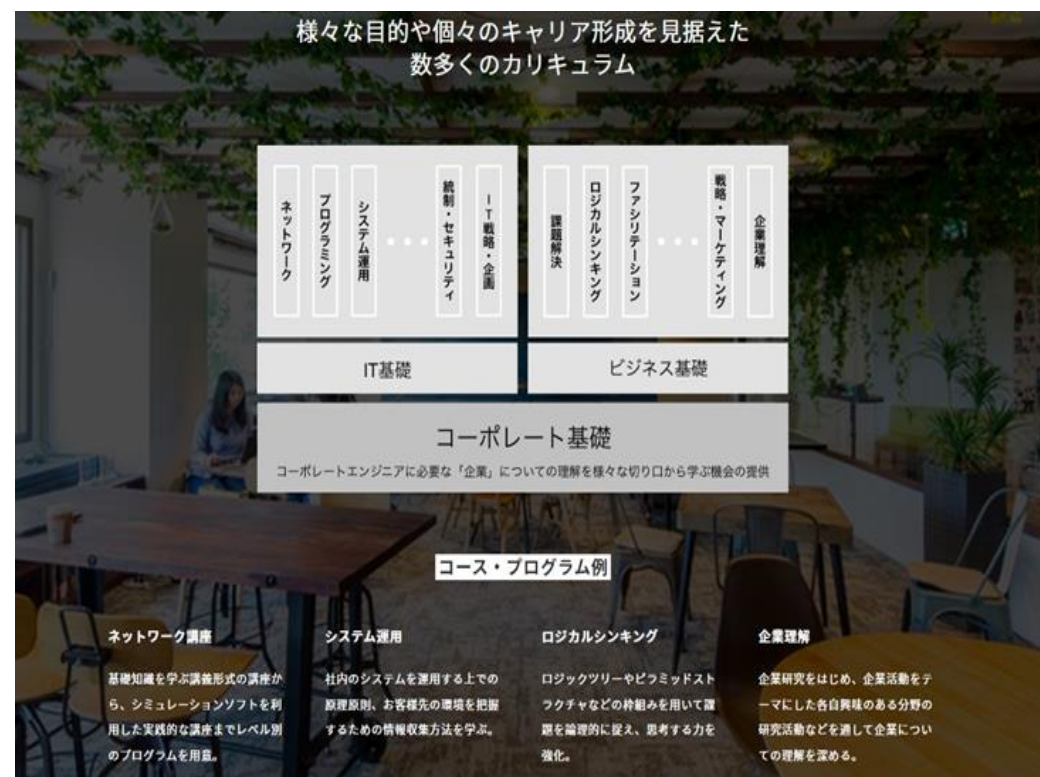 様々な目的や個々のキャリア形成を見据えた
数多くのカリキュラム
ネットワーク
プログラミング
システム運用
・・・
統制・セキュリティ
IT戦略・企画
課題解決
ロジカルシンキング
ファシリテーション
・・・
戦略・マーケティング
企業理解
IT基礎
ビジネス基礎
コーポレート基礎
コーポレートエンジニアに必要な「企業」についての理解を様々な切り口から学ぶ機会の提供
コース・プログラム例
ネットワーク講座
基礎知識を学ぶ講義形式の講座か
ら、シミュレーションソフトを利
用した実践的な講座までレベル別
のプログラムを用意。
システム運用
社内のシステムを運用する上での
原理原則、お客様先の環境を把握
するための情報収集方法を学ぶ。
ロジカルシンキング
ロジックツリーやピラミッドスト
ラクチャなどの枠組みを用いて課
題を論理的に捉え、思考する力を
強化。
企業理解
企業研究をはじめ、企業活動をテ
ーマにした各自興味のある分野の
研究活動などを通して企業につい
ての理解を深める。